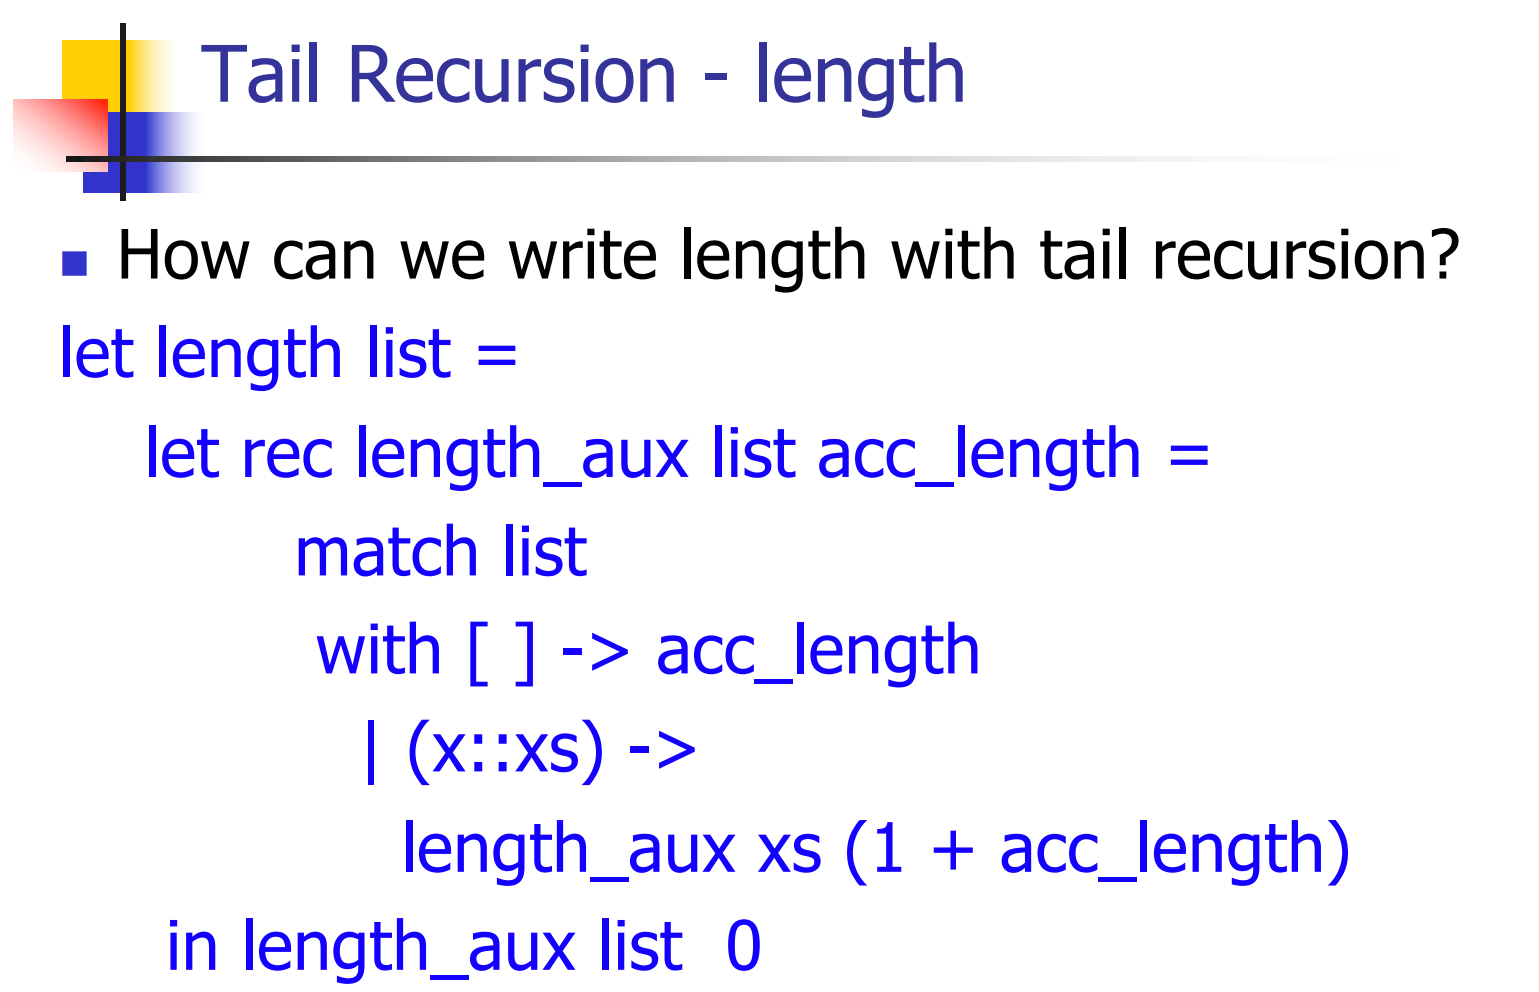 Tail Recursion - length
How can we write length with tail recursion?
let length list =
let rec length_aux list acc_length =
match list
with [ ] -> acc_length
| (x::xs) ->
length_aux xs (1 + acc_length)
in length_aux list  0